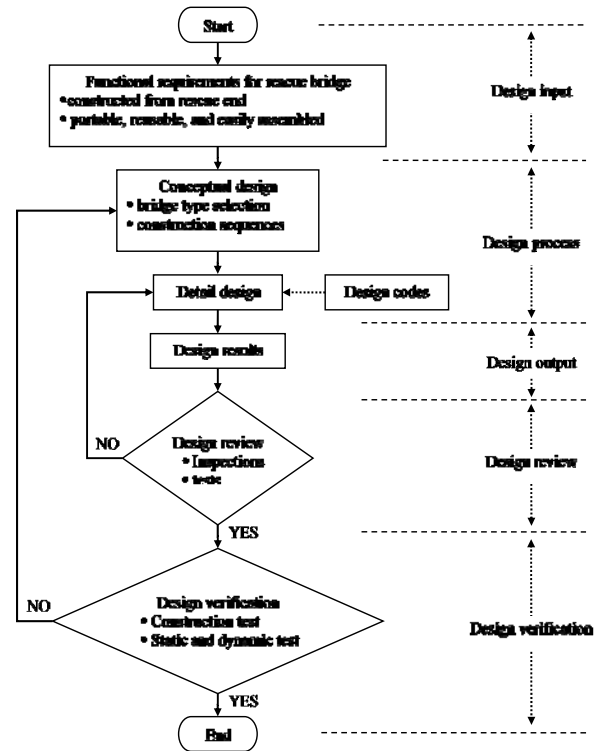 Start
Functional requirements for rescue bridge
• constructed from rescue end
• portable, reusable, and easily assembled
Design input
Conceptual design
• bridge type selection
• construction sequences
Design process
Detail design
Design codes
Design results
Design output
NO
Design review
• Inspections
• tests
Design review
YES
NO
Design verification
• Construction test
• Static and dynamic test
Design verification
YES
End